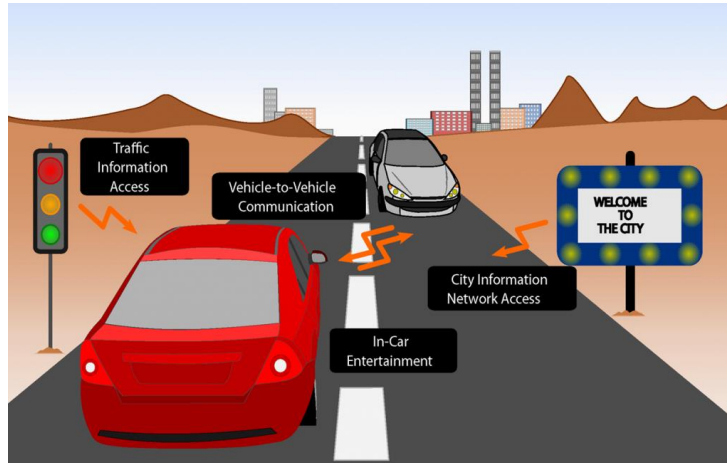 Traffic
Information
Access
Vehicle-to-Vehicle
Communication
WELCOME
TO
THE CITY
City Information
Network Access
In-Car
Entertainment